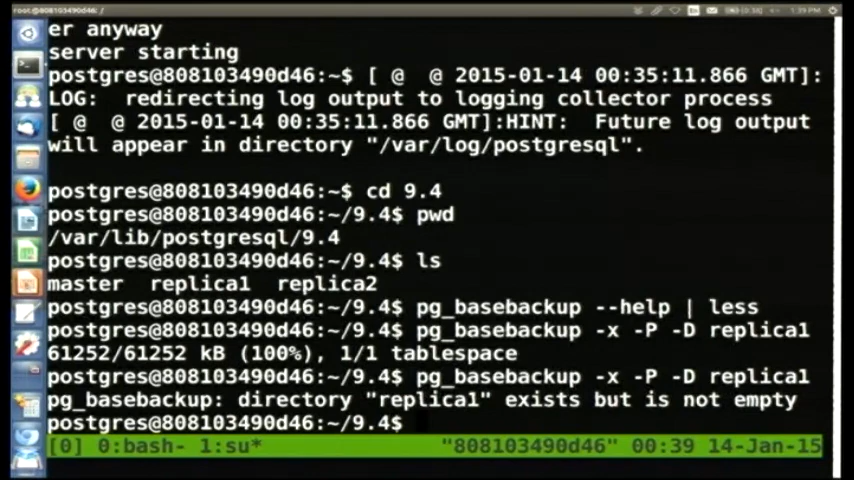 root@808103490d46: /
(0:38)
1:39 PM
er anyway
server starting
postgres@808103490d46:~$ [ @  @ 2015-01-14 00:35:11.866 GMT]:
LOG:  redirecting log output to logging collector process
[ @  @ 2015-01-14 00:35:11.866 GMT]:HINT:  Future log output
will appear in directory "/var/log/postgresql".
postgres@808103490d46:~$ cd 9.4
postgres@808103490d46:~/9.4$ pwd
/var/lib/postgresql/9.4
postgres@808103490d46:~/9.4$ ls
master  replica1  replica2
postgres@808103490d46:~/9.4$ pg_basebackup --help | less
postgres@808103490d46:~/9.4$ pg_basebackup -x -P -D replica1
61252/61252 kB (100%), 1/1 tablespace
postgres@808103490d46:~/9.4$ pg_basebackup -x -P -D replica1
pg_basebackup: directory "replica1" exists but is not empty
postgres@808103490d46:~/9.4$
[0] 0:bash- 1:su*    "808103490d46" 00:39 14-Jan-15